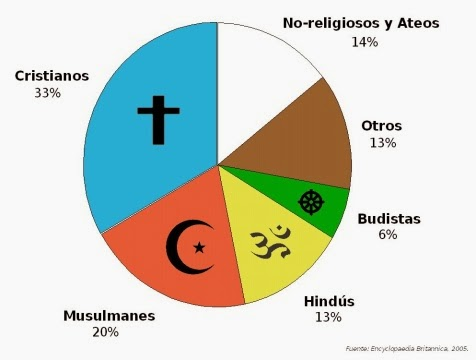 No-religiosos y Ateos
14%
Cristianos
33%
Otros
13%
Budistas
6%
Hindús
13%
Musulmanes
20%
Fuente: Encyclopaedia Britannica, 2005.